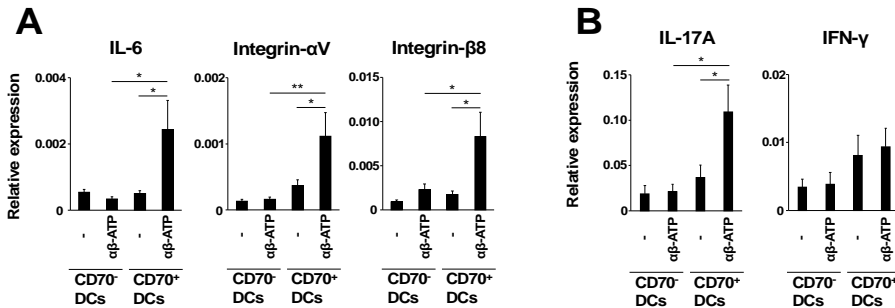 A
B
IL-6
Integrin-αV
Integrin-β8
IL-17A
IFN-γ
Relative expression
0.004
0.002
0
*
*
- αβ-ATP - αβ-ATP
CD70⁻ DCs
CD70⁺ DCs
0.002
0.001
0
**
*
- αβ-ATP - αβ-ATP
CD70⁻ DCs
CD70⁺ DCs
0.015
0.010
0.005
0
*
*
- αβ-ATP - αβ-ATP
CD70⁻ DCs
CD70⁺ DCs
Relative expression
0.15
0.10
0.05
0
*
*
- αβ-ATP - αβ-ATP
CD70⁻ DCs
CD70⁺ DCs
0.02
0.01
0
- αβ-ATP - αβ-ATP
CD70⁻ DCs
CD70⁺ DCs